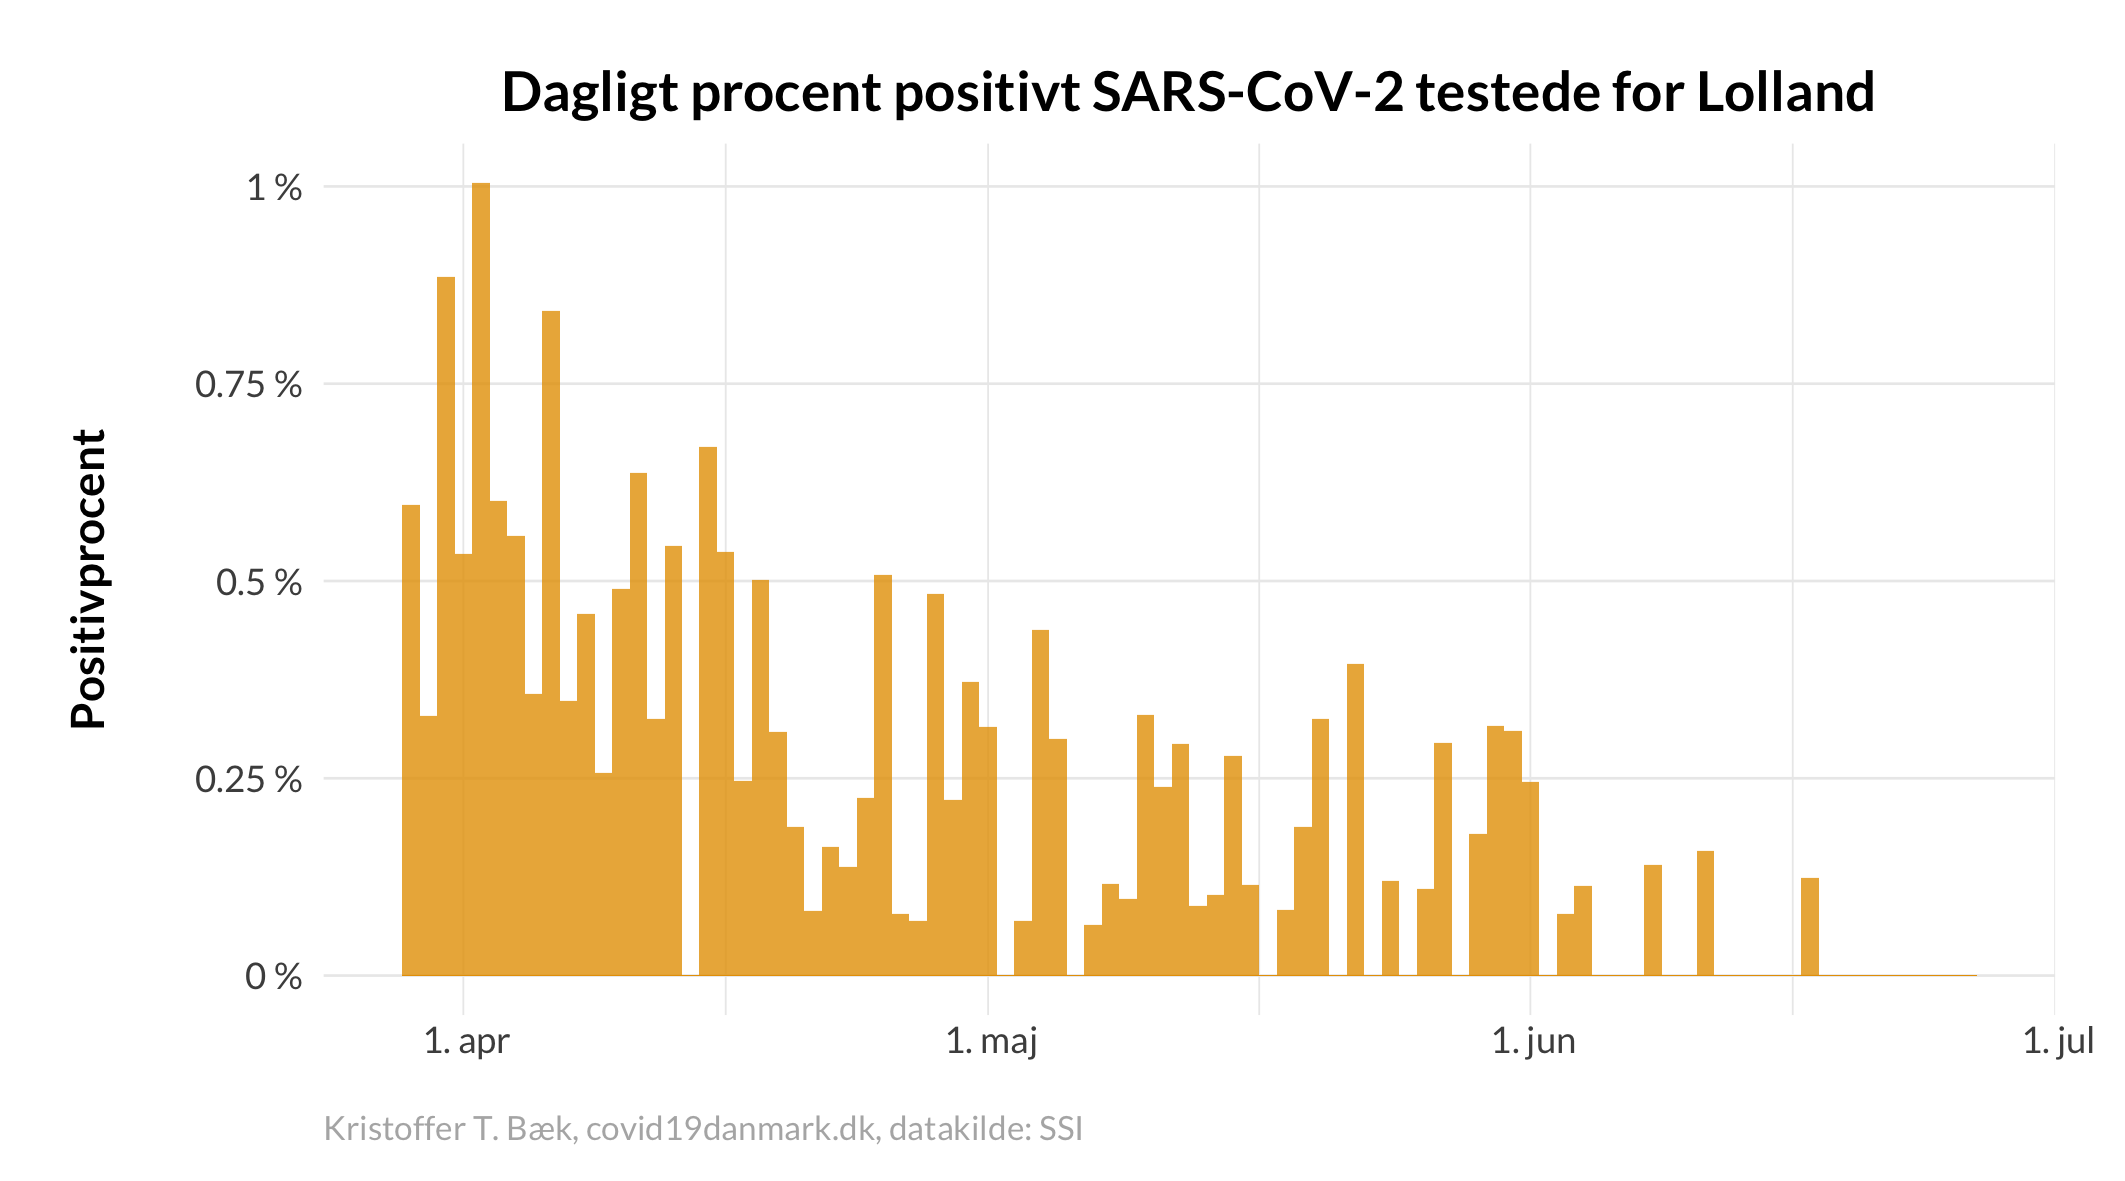 Dagligt procent positivt SARS-CoV-2 testede for Lolland
Positivprocent
1 %
0.75 %
0.5 %
0.25 %
0 %
1. apr
1. maj
1. jun
1. jul
Kristoffer T. Bæk, covid19danmark.dk, datakilde: SSI